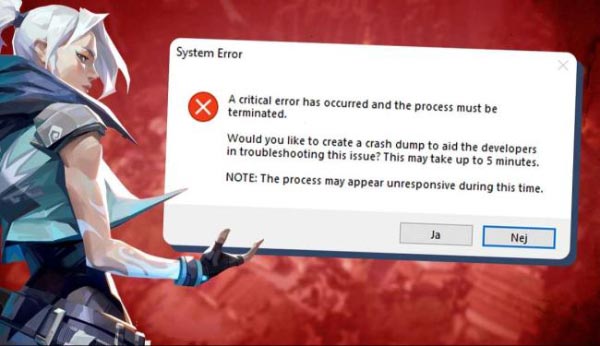 System Error
A critical error has occurred and the process must be
terminated.
Would you like to create a crash dump to aid the developers
in troubleshooting this issue? This may take up to 5 minutes.
NOTE: The process may appear unresponsive during this time.
Ja
Nej